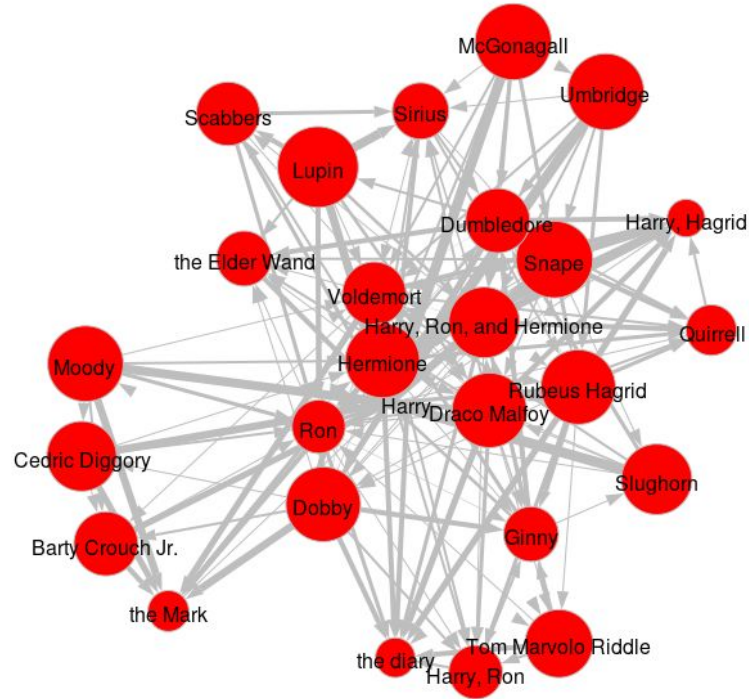 McGonagall
Umbridge
Scabbers
Sirius
Lupin
Dumbledore
Harry, Hagrid
the Elder Wand
Snape
Voldemort
Harry, Ron, and Hermione
Quirrell
Moody
Hermione
Rubeus Hagrid
Harry
Draco Malfoy
Ron
Cedric Diggory
Slughorn
Dobby
Ginny
Barty Crouch Jr.
the Mark
Tom Marvolo Riddle
the diary
Harry, Ron